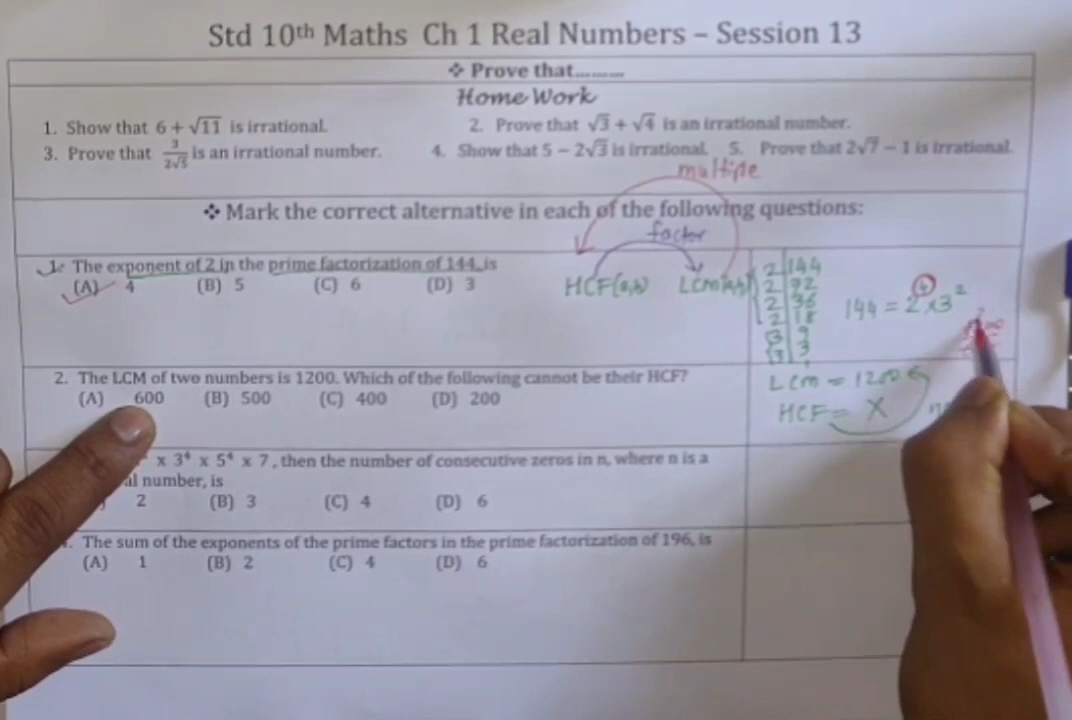 Std 10th Maths Ch 1 Real Numbers – Session 13
❖ Prove that.........
Home Work
1. Show that 6 + √11 is irrational. 2. Prove that √3 + √4 is an irrational number.
3. Prove that 3/2√5 is an irrational number. 4. Show that 5 − 2√3 is irrational. 5. Prove that 2√7 − 1 is irrational.
multiple
❖ Mark the correct alternative in each of the following questions:
factor
1. The exponent of 2 in the prime factorization of 144, is
(A) 4 (B) 5 (C) 6 (D) 3
HCF(a,b) LCM(a,b)
2 144
2 72
2 36
2 18
3 9
3 3
144 = 2⁴ × 3²
2. The LCM of two numbers is 1200. Which of the following cannot be their HCF?
(A) 600 (B) 500 (C) 400 (D) 200
LCM = 1200
HCF = X
x 3⁴ x 5⁴ x 7, then the number of consecutive zeros in n, where n is a
number, is
2 (B) 3 (C) 4 (D) 6
The sum of the exponents of the prime factors in the prime factorization of 196, is
(A) 1 (B) 2 (C) 4 (D) 6